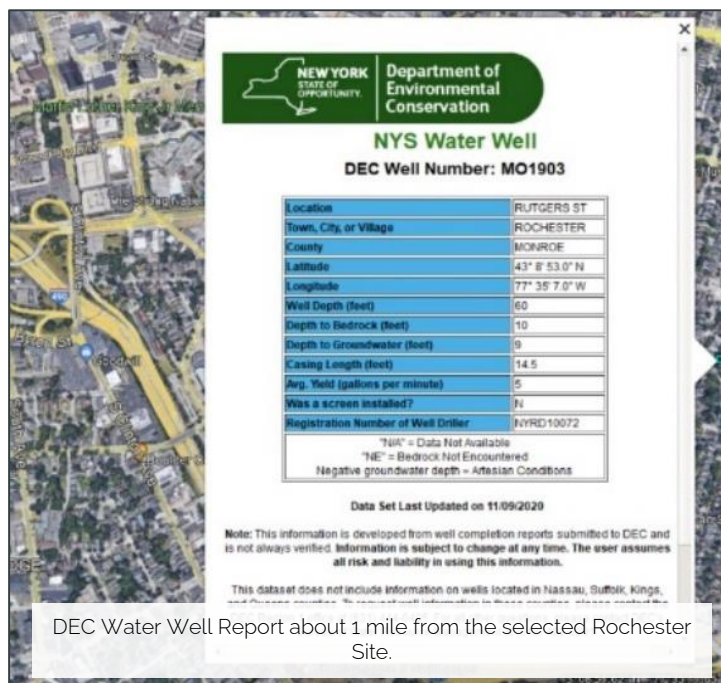 ×
NEW YORK
STATE OF
OPPORTUNITY.
Department of
Environmental
Conservation
NYS Water Well
DEC Well Number: MO1903
Location RUTGERS ST
Town, City, or Village ROCHESTER
County MONROE
Latitude 43° 8' 53.0" N
Longitude 77° 35' 7.0" W
Well Depth (feet) 60
Depth to Bedrock (feet) 10
Depth to Groundwater (feet) 9
Casing Length (feet) 14.5
Avg. Yield (gallons per minute) 5
Was a screen installed? N
Registration Number of Well Driller NYRD10072
"N/A" = Data Not Available
"NE" = Bedrock Not Encountered
Negative groundwater depth = Artesian Conditions
Data Set Last Updated on 11/09/2020
Note: This information is developed from well completion reports submitted to DEC and
is not always verified. Information is subject to change at any time. The user assumes
all risk and liability in using this information.
This dataset does not include information on wells located in Nassau, Suffolk, Kings,
DEC Water Well Report about 1 mile from the selected Rochester
Site.
490
Goodwill